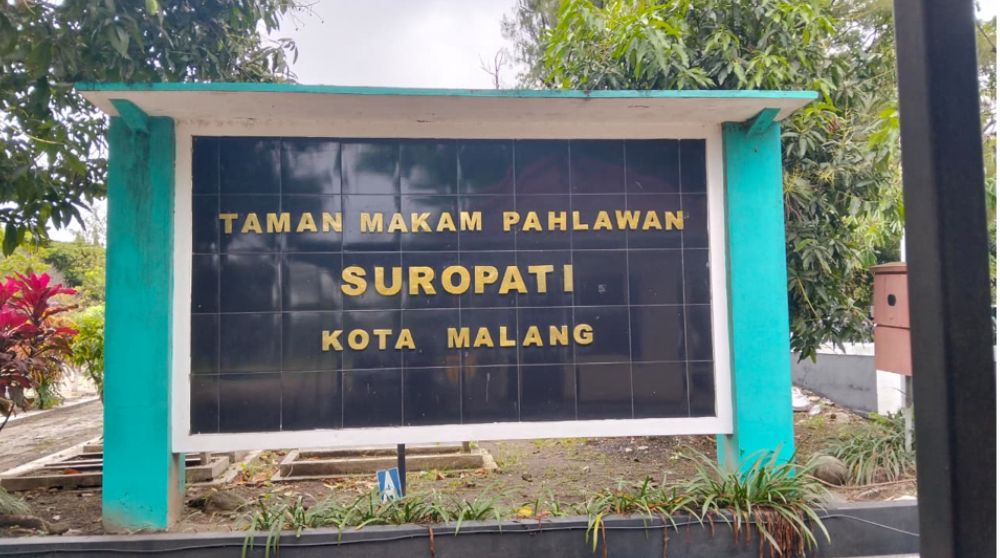 TAMAN MAKAM PAHLAWAN
SUROPATI
KOTA MALANG
A